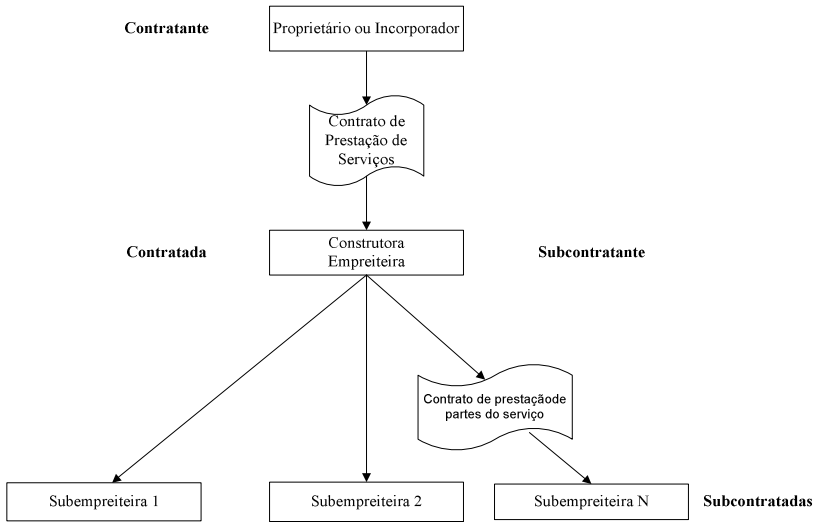 Contratante
Proprietário ou Incorporador
Contrato de
Prestação de
Serviços
Contratada
Construtora
Empreiteira
Subcontratante
Contrato de prestaçãode
partes do serviço
Subempreiteira 1
Subempreiteira 2
Subempreiteira N
Subcontratadas